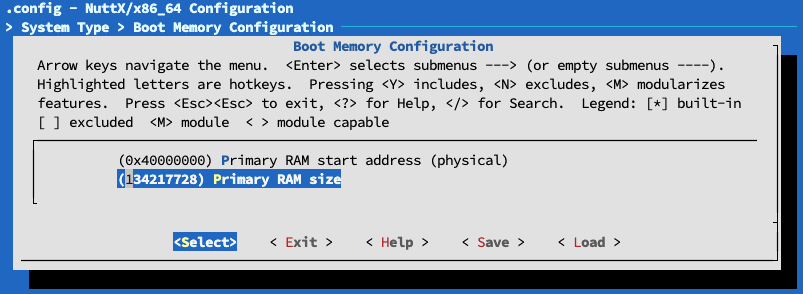 .config - NuttX/x86_64 Configuration
> System Type > Boot Memory Configuration
Boot Memory Configuration
Arrow keys navigate the menu.  <Enter> selects submenus ---> (or empty submenus ----).
Highlighted letters are hotkeys.  Pressing <Y> includes, <N> excludes, <M> modularizes
features.  Press <Esc><Esc> to exit, <?> for Help, </> for Search.  Legend: [*] built-in
[ ] excluded  <M> module  < > module capable
(0x40000000) Primary RAM start address (physical)
(134217728) Primary RAM size
<Select>    < Exit >    < Help >    < Save >    < Load >